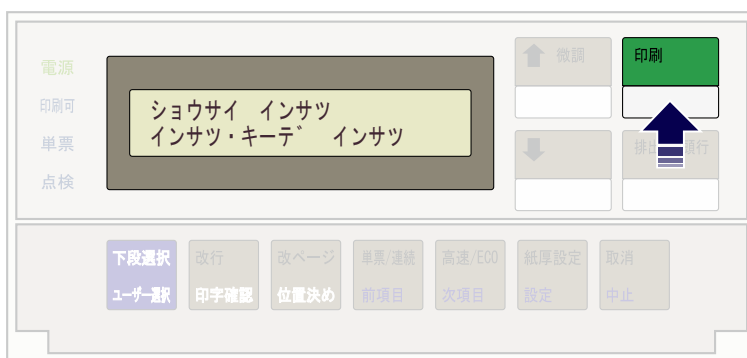 電源
印刷可
単票
点検
ショウサイ インサツ
インサツ・キーデ インサツ
微調
印刷
下段選択
改行
改ページ
単票/連続
高速/ECO
紙厚設定
取消
ユーザー選択
印字確認
位置決め
前項目
次項目
設定
中止